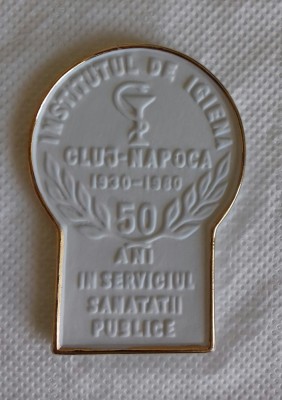 INSTITUTUL DE IGIENA
CLUJ-NAPOCA
1930-1980
50
ANI
IN SERVICIUL
SANATATII
PUBLICE